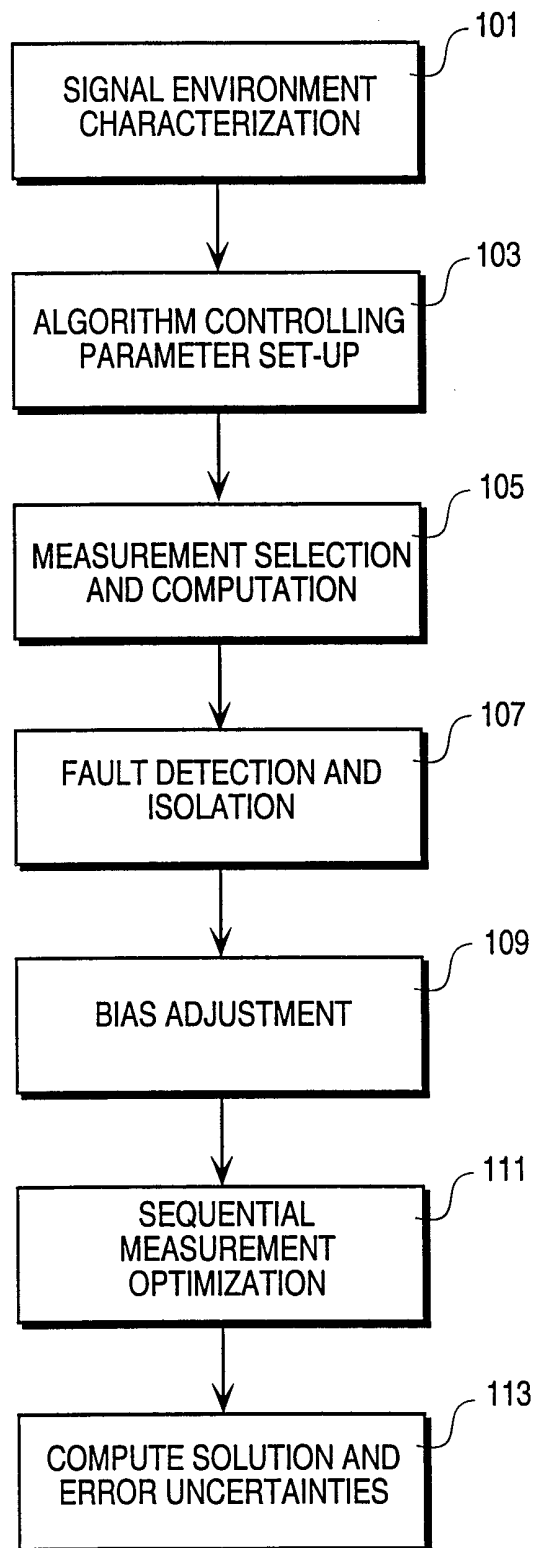 101
SIGNAL ENVIRONMENT
CHARACTERIZATION
103
ALGORITHM CONTROLLING
PARAMETER SET-UP
105
MEASUREMENT SELECTION
AND COMPUTATION
107
FAULT DETECTION AND
ISOLATION
109
BIAS ADJUSTMENT
111
SEQUENTIAL
MEASUREMENT
OPTIMIZATION
113
COMPUTE SOLUTION AND
ERROR UNCERTAINTIES